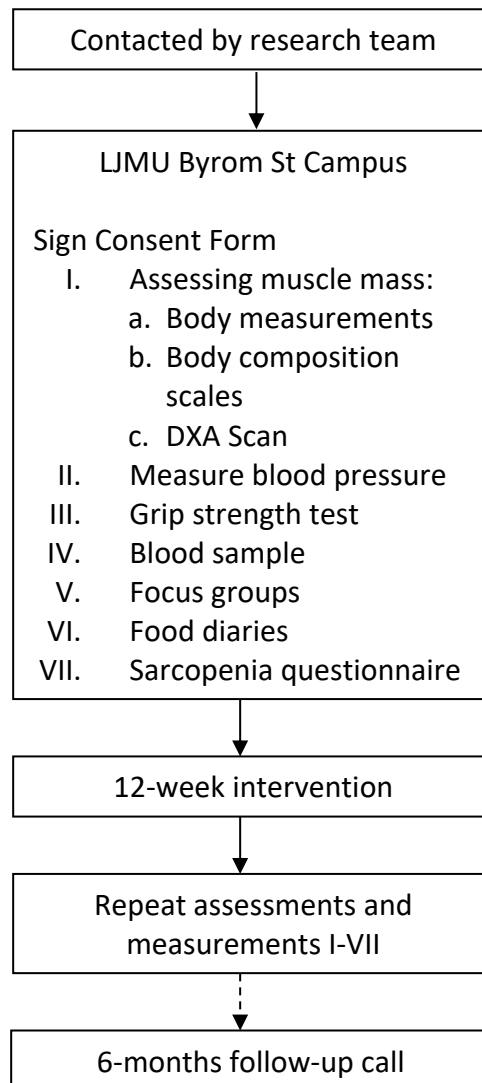 Contacted by research team
LJMU Byrom St Campus
Sign Consent Form
I. Assessing muscle mass:
a. Body measurements
b. Body composition
scales
c. DXA Scan
II. Measure blood pressure
III. Grip strength test
IV. Blood sample
V. Focus groups
VI. Food diaries
VII. Sarcopenia questionnaire
12-week intervention
Repeat assessments and
measurements I-VII
6-months follow-up call